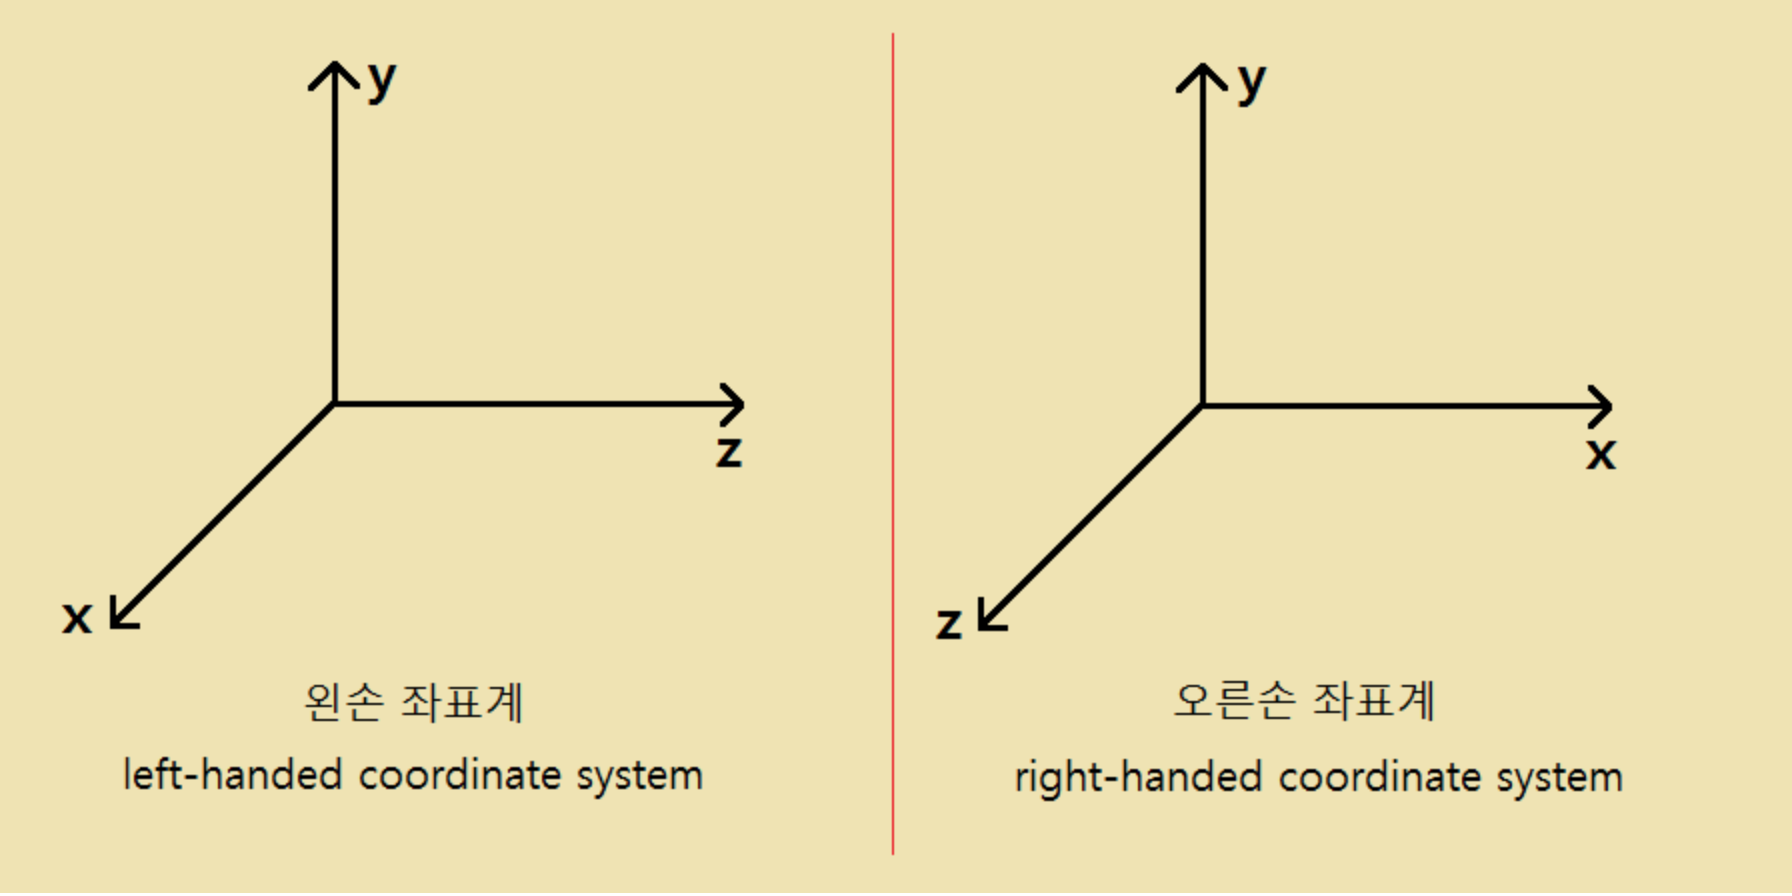 y
z
x
왼손 좌표계
left-handed coordinate system
y
x
z
오른손 좌표계
right-handed coordinate system